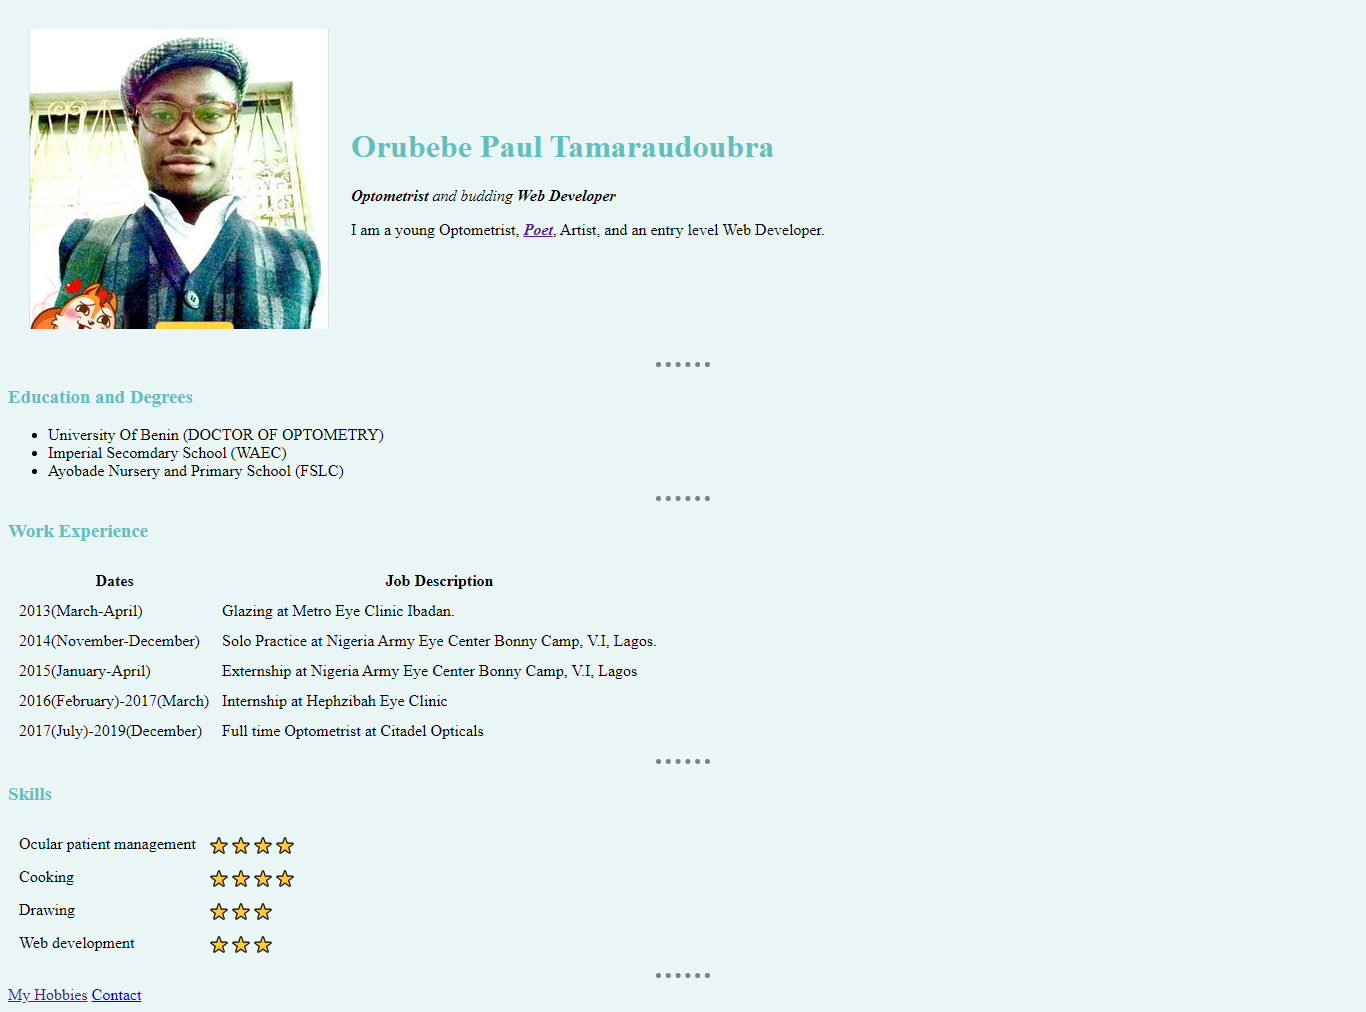 Orubebe Paul Tamaraudoubra
Optometrist and budding Web Developer
I am a young Optometrist, Poet, Artist, and an entry level Web Developer.
Education and Degrees
University Of Benin (DOCTOR OF OPTOMETRY)
Imperial Secomdary School (WAEC)
Ayobade Nursery and Primary School (FSLC)
Work Experience
Dates Job Description
2013(March-April) Glazing at Metro Eye Clinic Ibadan.
2014(November-December) Solo Practice at Nigeria Army Eye Center Bonny Camp, V.I, Lagos.
2015(January-April) Externship at Nigeria Army Eye Center Bonny Camp, V.I, Lagos
2016(February)-2017(March) Internship at Hephzibah Eye Clinic
2017(July)-2019(December) Full time Optometrist at Citadel Opticals
Skills
Ocular patient management
Cooking
Drawing
Web development
My Hobbies Contact